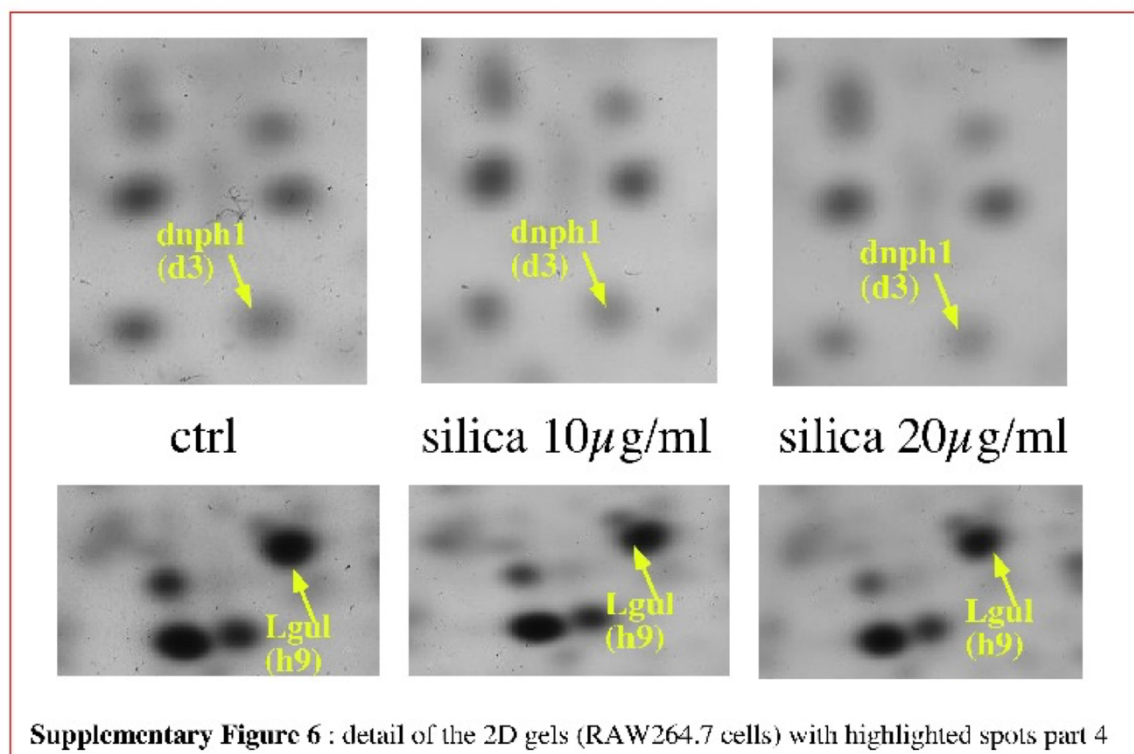 dnph1
(d3)
dnph1
(d3)
dnph1
(d3)
ctrl
silica 10µg/ml
silica 20µg/ml
Lgul
(h9)
Lgul
(h9)
Lgul
(h9)
Supplementary Figure 6 : detail of the 2D gels (RAW264.7 cells) with highlighted spots part 4